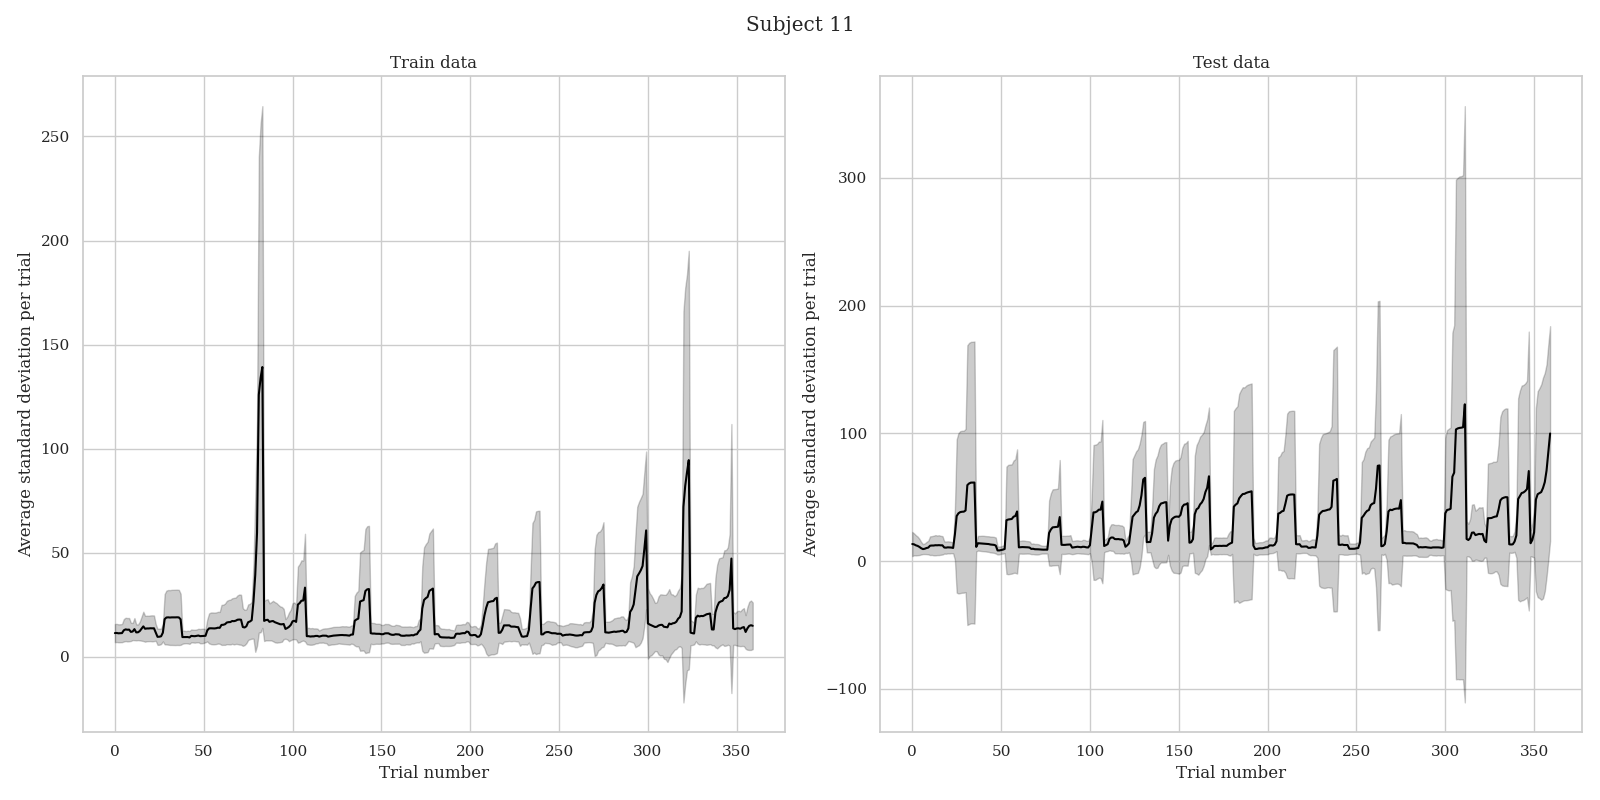 Subject 11
Train data
Average standard deviation per trial
250
200
150
100
50
0
0 50 100 150 200 250 300 350
Trial number
Test data
Average standard deviation per trial
300
200
100
0
−100
0 50 100 150 200 250 300 350
Trial number